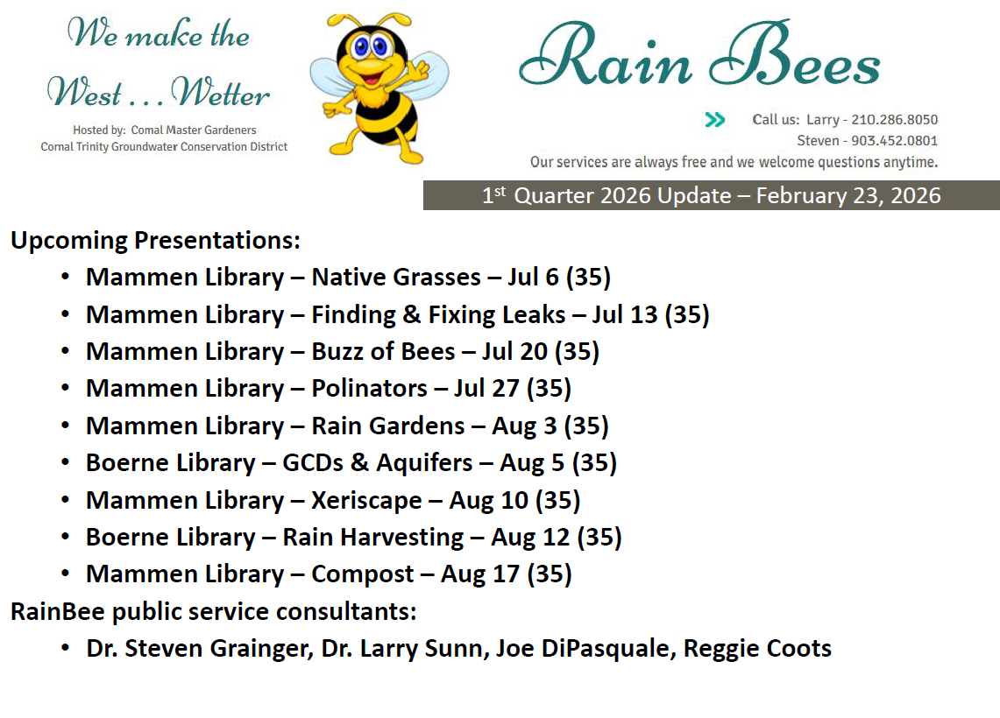 We make the
West . . . Wetter
Hosted by: Comal Master Gardeners
Comal Trinity Groundwater Conservation District
Rain Bees
Call us: Larry - 210.286.8050
Steven - 903.452.0801
Our services are always free and we welcome questions anytime.
1st Quarter 2026 Update – February 23, 2026
Upcoming Presentations:
• Mammen Library – Native Grasses – Jul 6 (35)
• Mammen Library – Finding & Fixing Leaks – Jul 13 (35)
• Mammen Library – Buzz of Bees – Jul 20 (35)
• Mammen Library – Polinators – Jul 27 (35)
• Mammen Library – Rain Gardens – Aug 3 (35)
• Boerne Library – GCDs & Aquifers – Aug 5 (35)
• Mammen Library – Xeriscape – Aug 10 (35)
• Boerne Library – Rain Harvesting – Aug 12 (35)
• Mammen Library – Compost – Aug 17 (35)
RainBee public service consultants:
• Dr. Steven Grainger, Dr. Larry Sunn, Joe DiPasquale, Reggie Coots